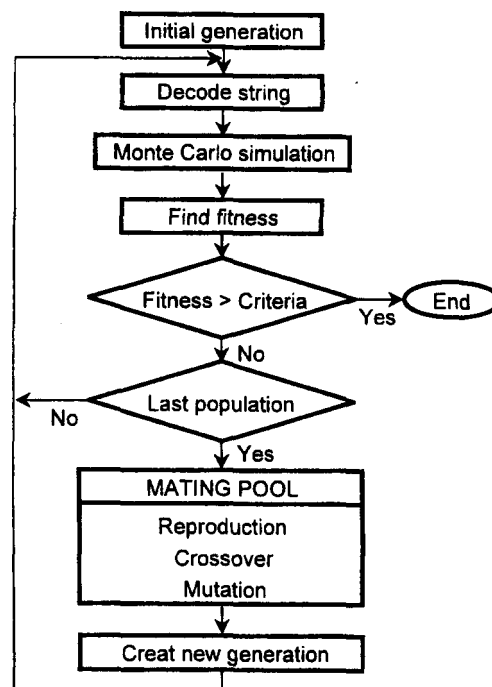 Initial generation
Decode string
Monte Carlo simulation
Find fitness
Fitness > Criteria
Yes
End
No
Last population
No
Yes
MATING POOL
Reproduction
Crossover
Mutation
Creat new generation